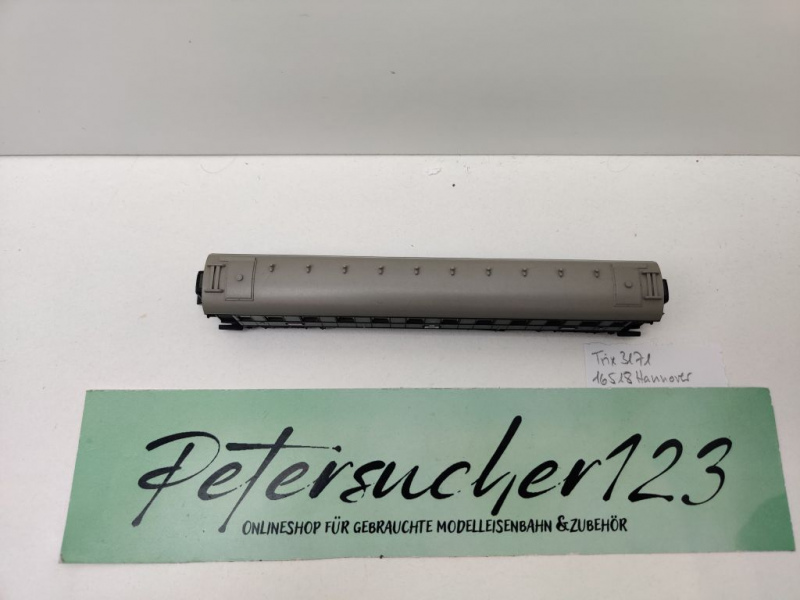 Trix 3171
16518 Hannover
Petersucher123
ONLINESHOP FÜR GEBRAUCHTE MODELLEISENBAHN & ZUBEHÖR